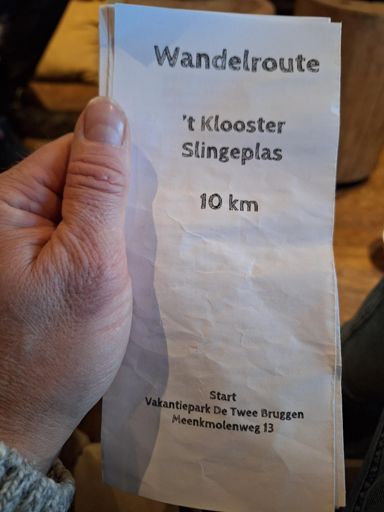 Wandelroute
't Klooster
Slingeplas
10 km
Start
Vakantiepark De Twee Bruggen
Meenkmolenweg 13